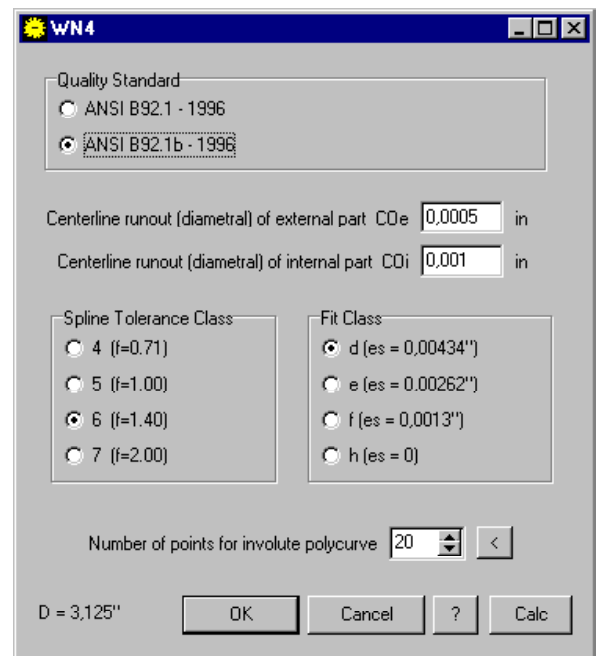 WN4
Quality Standard
ANSI B92.1 - 1996
ANSI B92.1b - 1996
Centerline runout (diametral) of external part COe 0,0005 in
Centerline runout (diametral) of internal part COi 0,001 in
Spline Tolerance Class
4 (f=0.71)
5 (f=1.00)
6 (f=1.40)
7 (f=2.00)
Fit Class
d (es = 0,00434")
e (es = 0.00262")
f (es = 0,0013")
h (es = 0)
Number of points for involute polycurve 20 <
D = 3,125" OK Cancel ? Calc